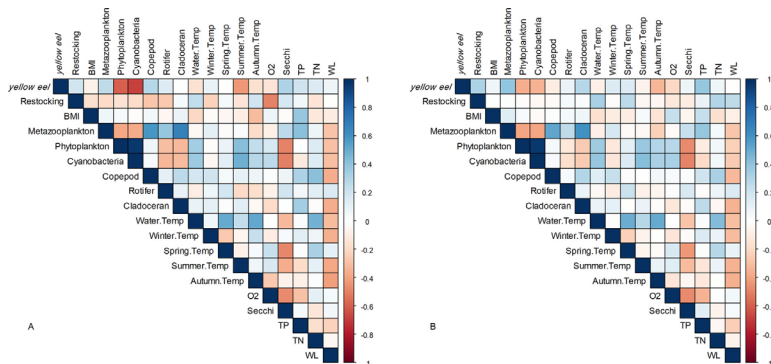 yellow eel
Restocking
BMI
Metazooplankton
Phytoplankton
Cyanobacteria
Copepod
Rotifer
Cladoceran
Water.Temp
Winter.Temp
Spring.Temp
Summer.Temp
Autumn.Temp
O2
Secchi
TP
TN
WL
yellow eel
Restocking
BMI
Metazooplankton
Phytoplankton
Cyanobacteria
Copepod
Rotifer
Cladoceran
Water.Temp
Winter.Temp
Spring.Temp
Summer.Temp
Autumn.Temp
O2
Secchi
TP
TN
WL
1
0.8
0.6
0.4
0.2
0
-0.2
-0.4
-0.6
-0.8
-1
A
yellow eel
Restocking
BMI
Metazooplankton
Phytoplankton
Cyanobacteria
Copepod
Rotifer
Cladoceran
Water.Temp
Winter.Temp
Spring.Temp
Summer.Temp
Autumn.Temp
O2
Secchi
TP
TN
WL
yellow eel
Restocking
BMI
Metazooplankton
Phytoplankton
Cyanobacteria
Copepod
Rotifer
Cladoceran
Water.Temp
Winter.Temp
Spring.Temp
Summer.Temp
Autumn.Temp
O2
Secchi
TP
TN
WL
1
0.8
0.6
0.4
0.2
0
-0.2
-0.4
-0.6
-0.8
-1
B